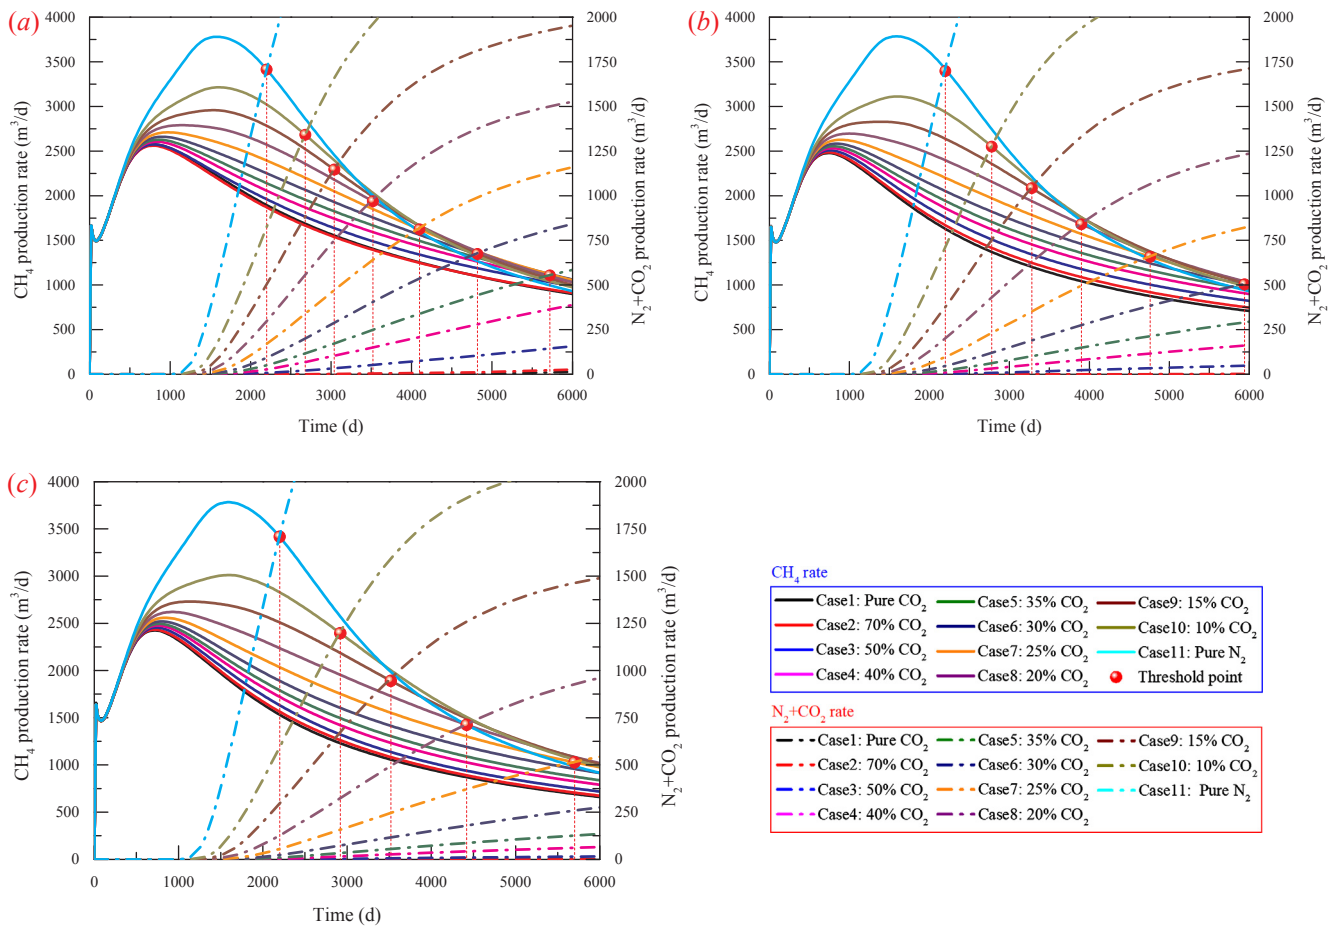 (a)
4000
3500
3000
2500
2000
1500
1000
500
0
CH4 production rate (m3/d)
2000
1750
1500
1250
1000
750
500
250
0
N2+CO2 production rate (m3/d)
0 1000 2000 3000 4000 5000 6000
Time (d)
(b)
4000
3500
3000
2500
2000
1500
1000
500
0
CH4 production rate (m3/d)
2000
1750
1500
1250
1000
750
500
250
0
N2+CO2 production rate (m3/d)
0 1000 2000 3000 4000 5000 6000
Time (d)
(c)
4000
3500
3000
2500
2000
1500
1000
500
0
CH4 production rate (m3/d)
2000
1750
1500
1250
1000
750
500
250
0
N2+CO2 production rate (m3/d)
0 1000 2000 3000 4000 5000 6000
Time (d)
CH4 rate
Case1: Pure CO2
Case2: 70% CO2
Case3: 50% CO2
Case4: 40% CO2
Case5: 35% CO2
Case6: 30% CO2
Case7: 25% CO2
Case8: 20% CO2
Case9: 15% CO2
Case10: 10% CO2
Case11: Pure N2
Threshold point
N2+CO2 rate
Case1: Pure CO2
Case2: 70% CO2
Case3: 50% CO2
Case4: 40% CO2
Case5: 35% CO2
Case6: 30% CO2
Case7: 25% CO2
Case8: 20% CO2
Case9: 15% CO2
Case10: 10% CO2
Case11: Pure N2